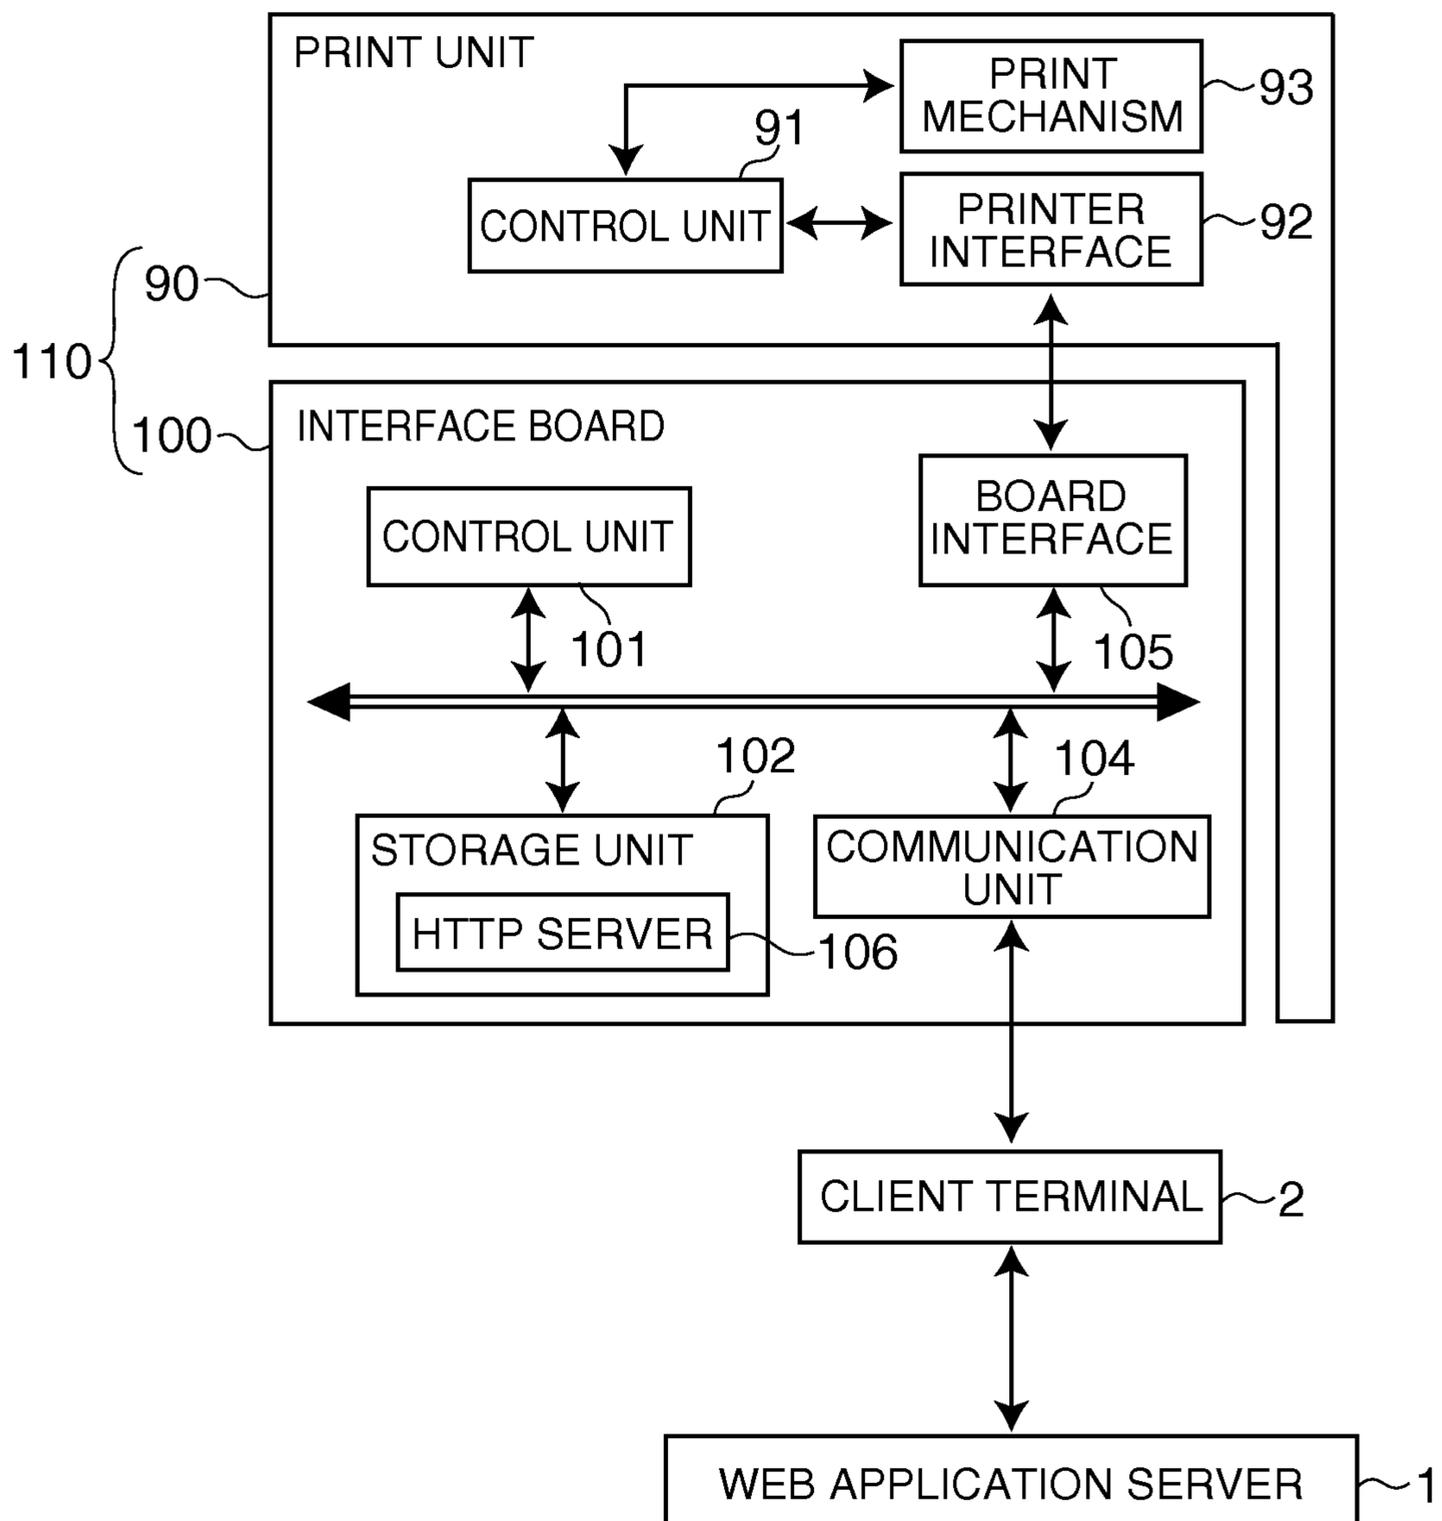 PRINT UNIT
PRINT
MECHANISM
93
91
CONTROL UNIT
PRINTER
INTERFACE
92
90
110
100
INTERFACE BOARD
CONTROL UNIT
101
BOARD
INTERFACE
105
102
STORAGE UNIT
HTTP SERVER
106
104
COMMUNICATION
UNIT
CLIENT TERMINAL
2
WEB APPLICATION SERVER
1